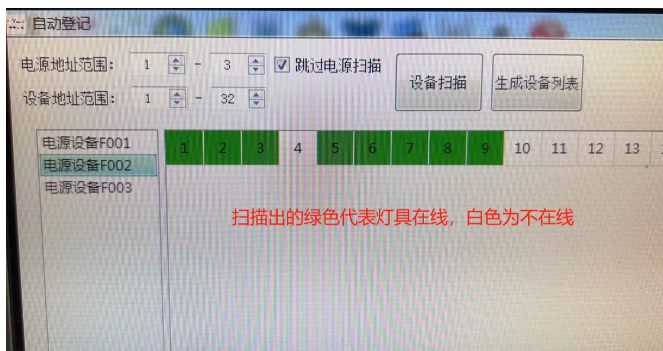 自动登记
电源地址范围： 1 - 3 跳过电源扫描
设备地址范围： 1 - 32
设备扫描 生成设备列表
电源设备F001
电源设备F002
电源设备F003
1 2 3 4 5 6 7 8 9 10 11 12 13
扫描出的绿色代表灯具在线，白色为不在线